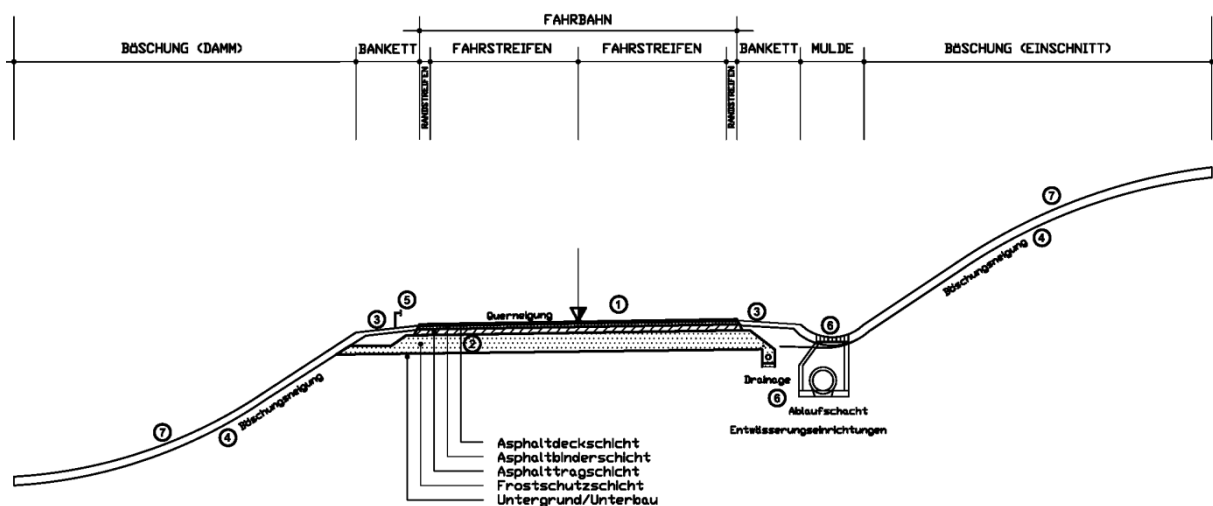 FAHRBAHN
BÖSCHUNG (DAMM) BANKETT FAHRSTREIFEN FAHRSTREIFEN BANKETT MULDE BÖSCHUNG (EINSCHNITT)
RANDSTREIFEN RANDSTREIFEN
7
4
Böschungsneigung
5
1
3 3
Querneigung
6
2
Böschungsneigung
Drainage
6
Ablaufschacht
7
4
Entwässerungseinrichtungen
Asphaltdeckschicht
Asphaltbinderschicht
Asphalttragschicht
Frostschutzschicht
Untergrund/Unterbau